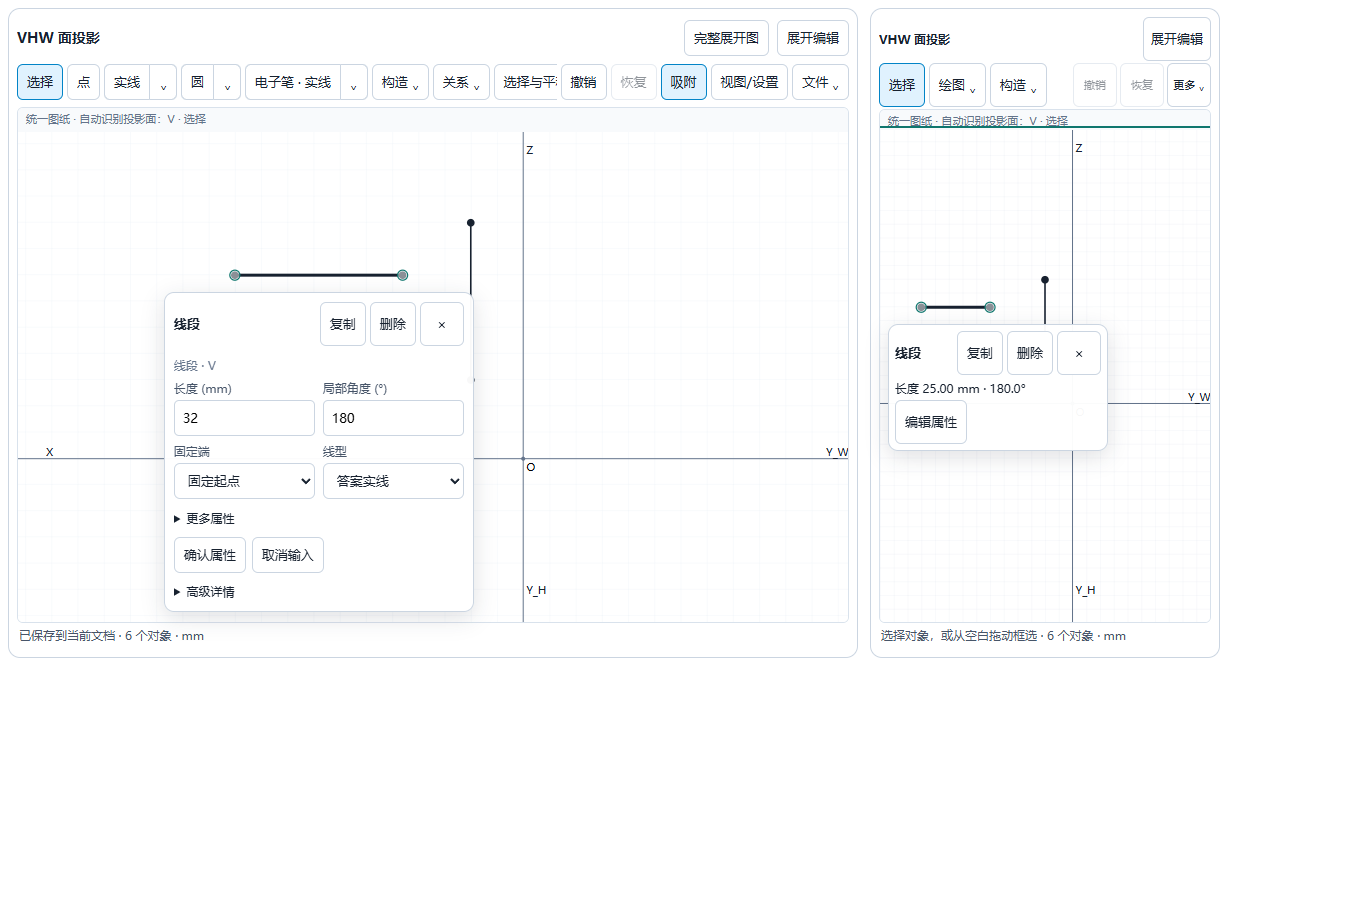 VHW 面投影
完整展开图
展开编辑
选择
点
实线
圆
电子笔 · 实线
构造
关系
选择与平
撤销
恢复
吸附
视图/设置
文件
统一图纸 · 自动识别投影面：V · 选择
Z
X
Y_W
O
Y_H
线段
复制
删除
×
线段 · V
长度 (mm)
局部角度 (°)
32
180
固定端
线型
固定起点
答案实线
更多属性
确认属性
取消输入
高级详情
已保存到当前文档 · 6 个对象 · mm
VHW 面投影
展开编辑
选择
绘图
构造
撤销
恢复
更多
统一图纸 · 自动识别投影面：V · 选择
Z
Y_W
Y_H
线段
复制
删除
×
长度 25.00 mm · 180.0°
编辑属性
选择对象，或从空白拖动框选 · 6 个对象 · mm